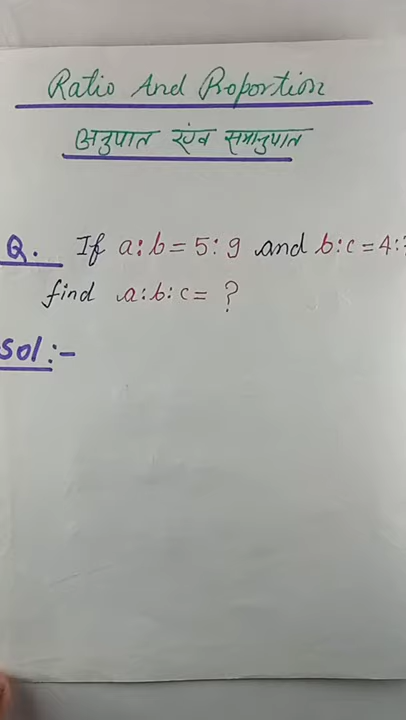 Ratio And Proportion
अनुपात एंव समानुपात
Q. If a:b = 5:9 and b:c = 4:
find a:b:c = ?
Sol:-